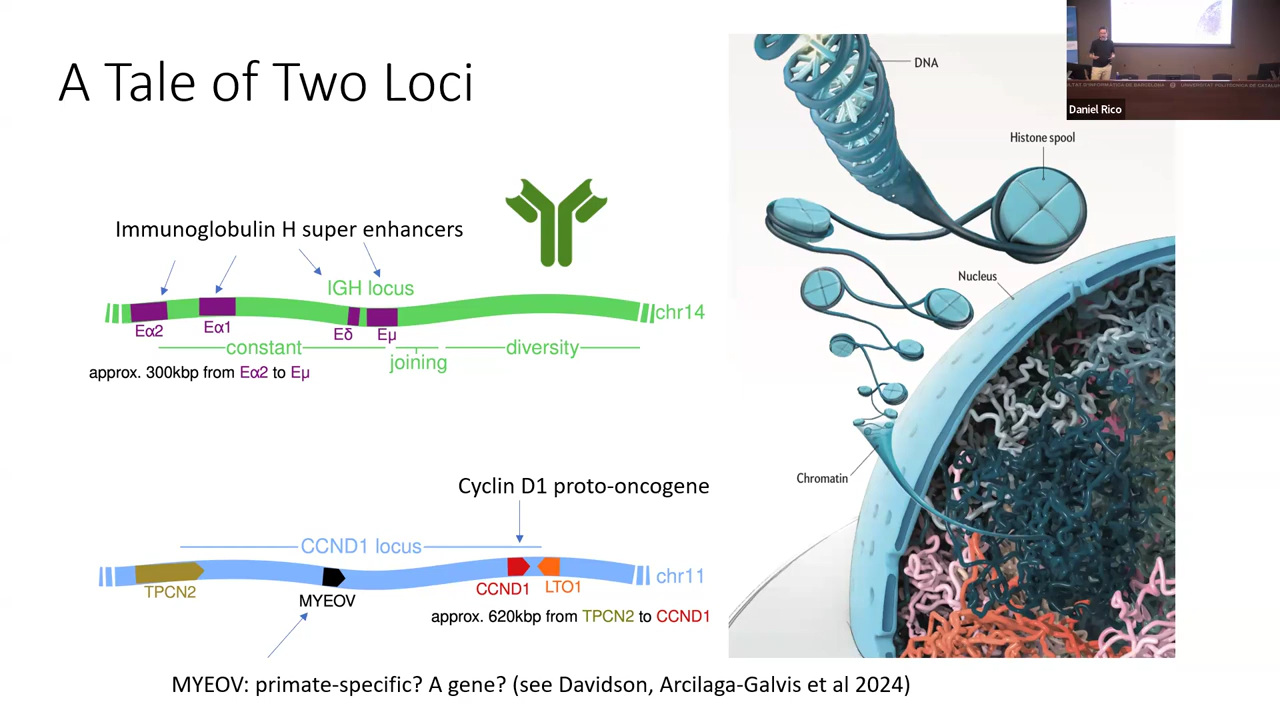 A Tale of Two Loci
Immunoglobulin H super enhancers
IGH locus
chr14
Eα2
Eα1
Eδ
Eμ
constant
joining
diversity
approx. 300kbp from Eα2 to Eμ
Cyclin D1 proto-oncogene
CCND1 locus
chr11
TPCN2
MYEOV
CCND1
LTO1
approx. 620kbp from TPCN2 to CCND1
MYEOV: primate-specific? A gene? (see Davidson, Arcilaga-Galvis et al 2024)
DNA
Histone spool
Nucleus
Chromatin
UNIVERSITAT POLITÈCNICA DE
Daniel Rico